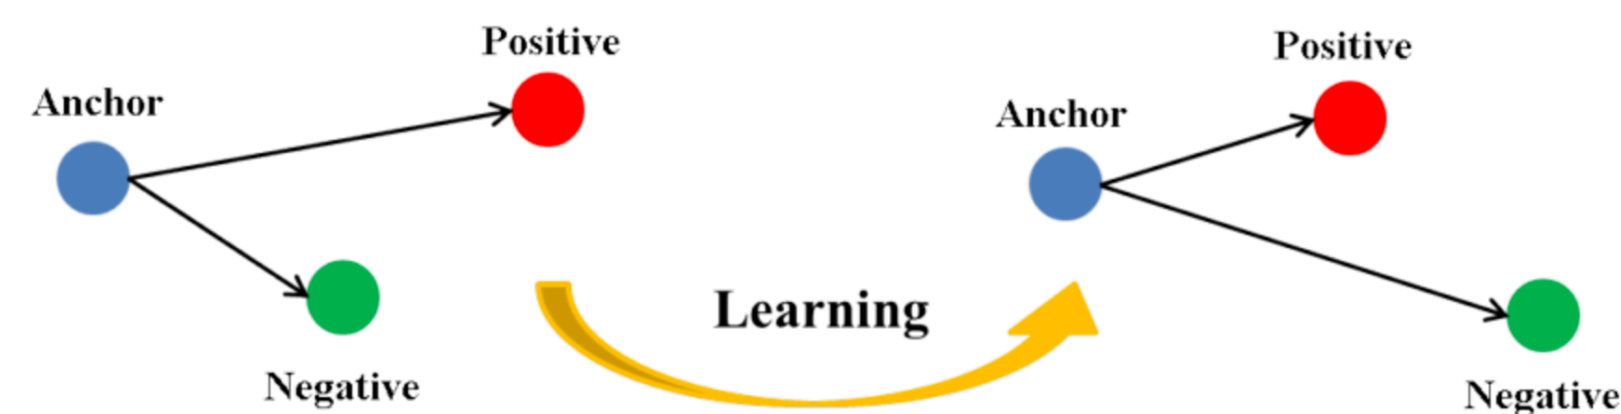 Anchor
Positive
Negative
Learning
Anchor
Positive
Negative